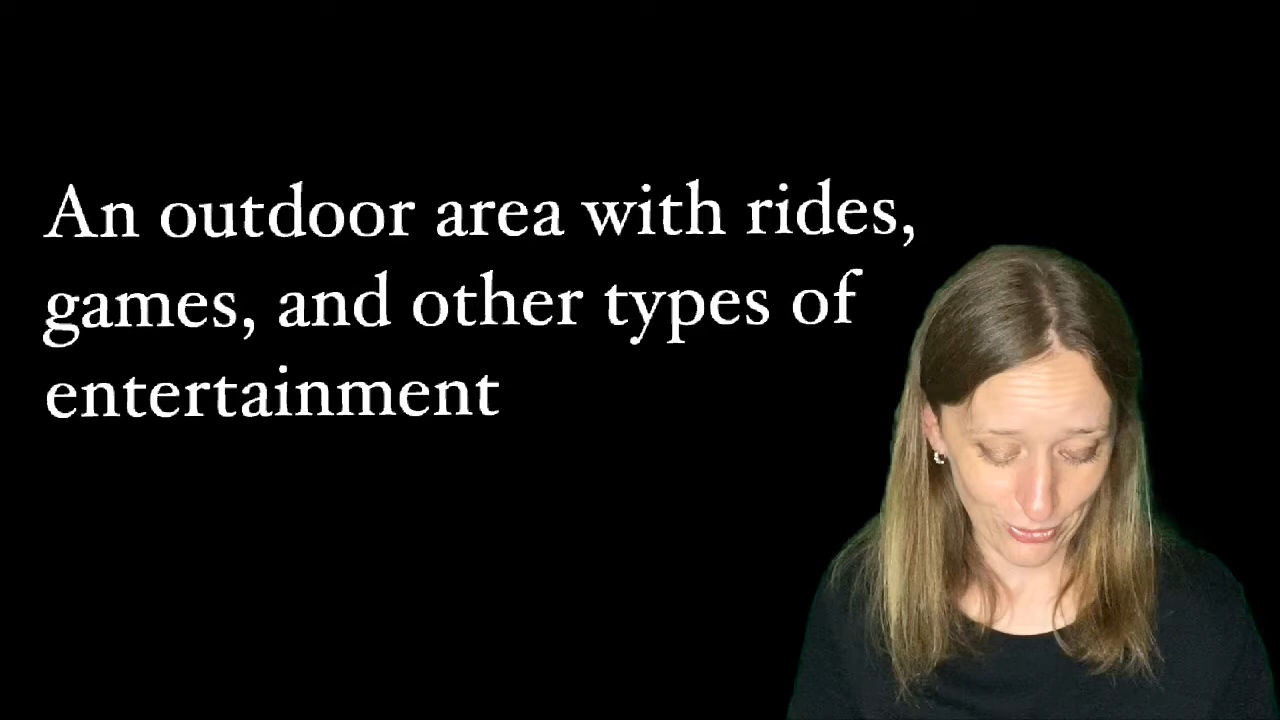 An outdoor area with rides,
games, and other types of
entertainment